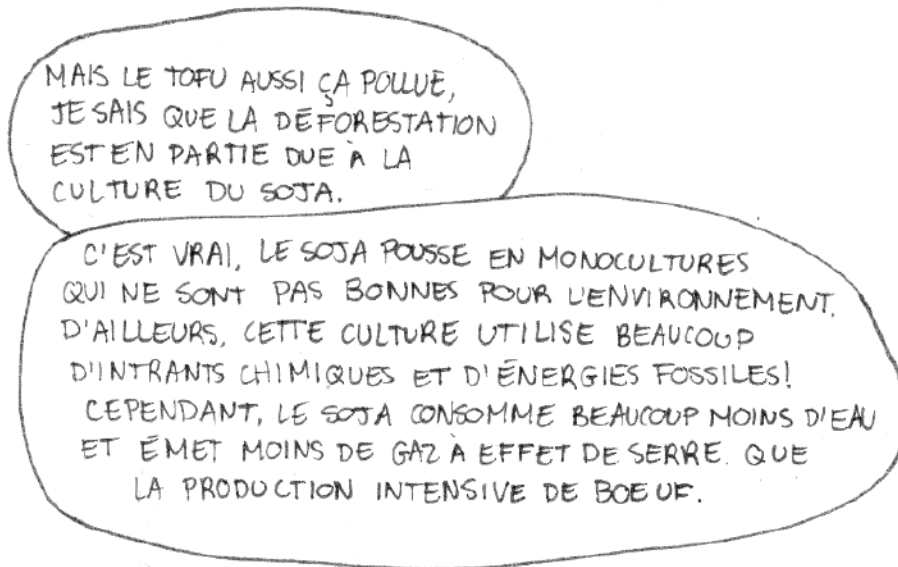 MAIS LE TOFU AUSSI ÇA POLLUE,
JE SAIS QUE LA DÉFORESTATION
EST EN PARTIE DUE À LA
CULTURE DU SOJA.
C'EST VRAI, LE SOJA POUSSE EN MONOCULTURES
QUI NE SONT PAS BONNES POUR L'ENVIRONNEMENT.
D'AILLEURS, CETTE CULTURE UTILISE BEAUCOUP
D'INTRANTS CHIMIQUES ET D'ÉNERGIES FOSSILES!
CEPENDANT, LE SOJA CONSOMME BEAUCOUP MOINS D'EAU
ET ÉMET MOINS DE GAZ À EFFET DE SERRE QUE
LA PRODUCTION INTENSIVE DE BOEUF.